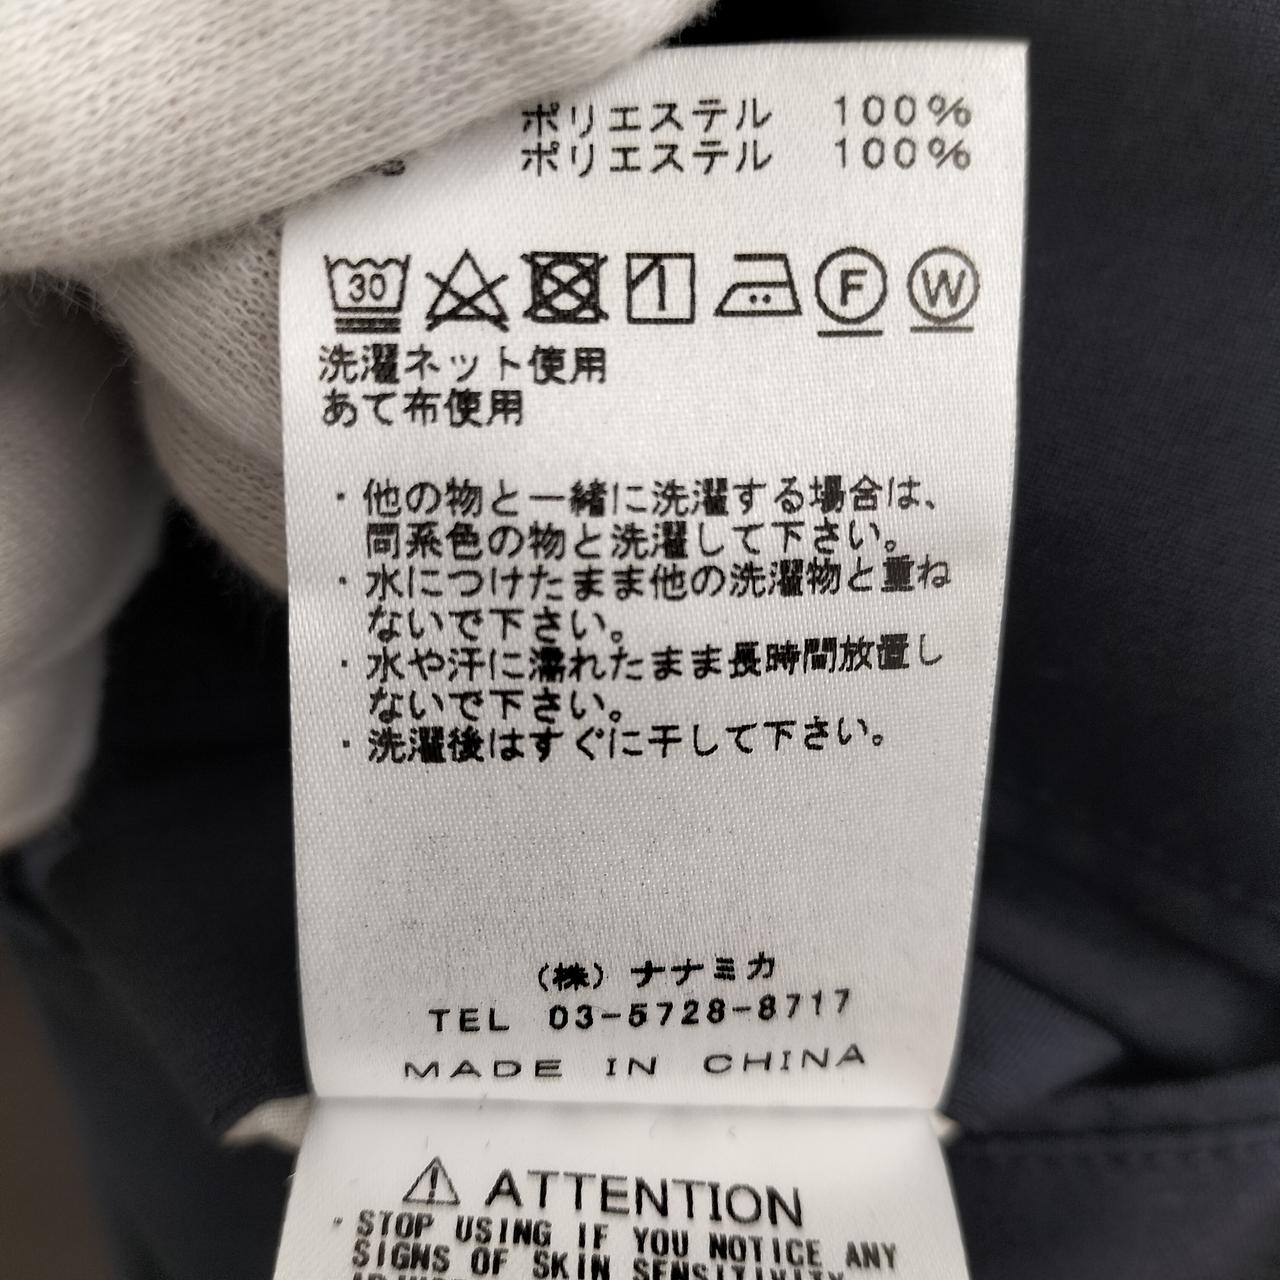 ポリエステル 100%
ポリエステル 100%
30 F W
洗濯ネット使用
あて布使用
・他の物と一緒に洗濯する場合は、
同系色の物と洗濯して下さい。
・水につけたまま他の洗濯物と重ね
ないで下さい。
・水や汗に濡れたまま長時間放置し
ないで下さい。
・洗濯後はすぐに干して下さい。
(株)ナナミカ
TEL 03-5728-8717
MADE IN CHINA
ATTENTION
・STOP USING IF YOU NOTICE ANY
SIGNS OF SKIN SENSITIVITY